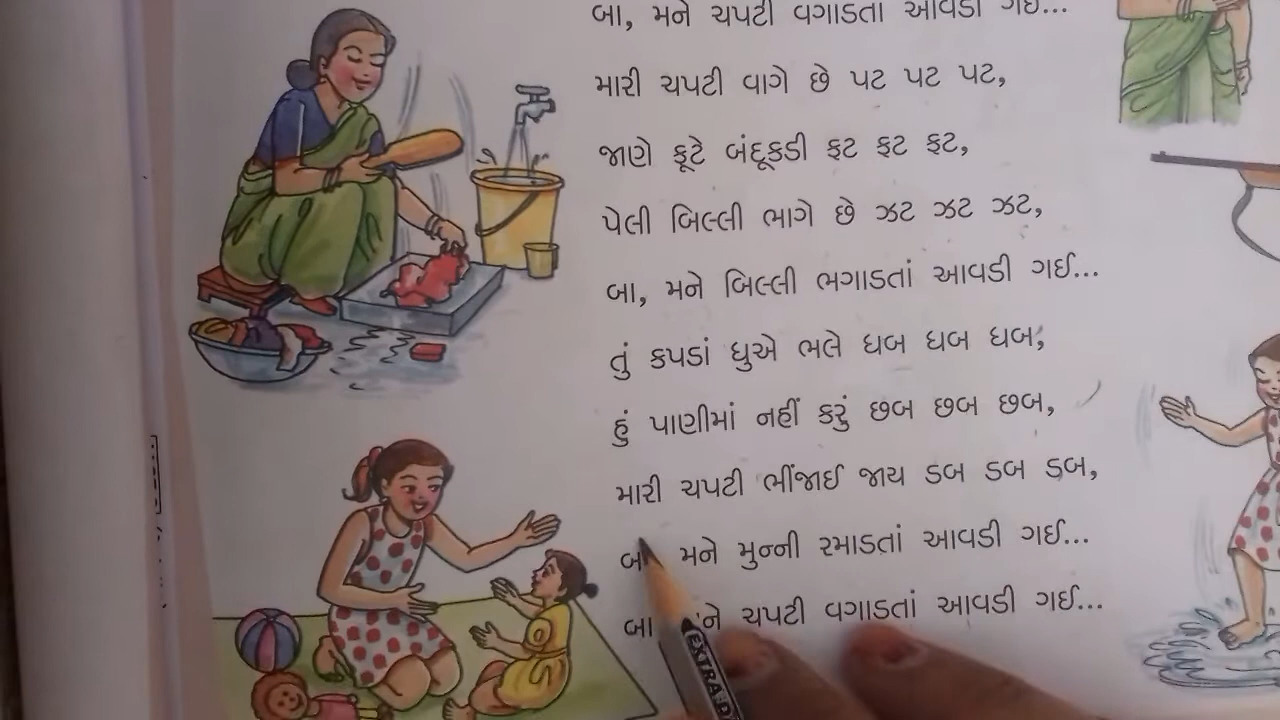 બા, મને ચપટી વગાડતાં આવડી ગઈ...
મારી ચપટી વાગે છે પટ પટ પટ,
જાણે ફૂટે બંદૂકડી ફટ ફટ ફટ,
પેલી બિલ્લી ભાગે છે ઝટ ઝટ ઝટ,
બા, મને બિલ્લી ભગાડતાં આવડી ગઈ...
તું કપડાં ધુએ ભલે ધબ ધબ ધબ,
હું પાણીમાં નહીં કરું છબ છબ છબ,
મારી ચપટી ભીંજાઈ જાય ડબ ડબ ડબ,
બા મને મુન્ની રમાડતાં આવડી ગઈ...
બા મને ચપટી વગાડતાં આવડી ગઈ...
EXTRA D